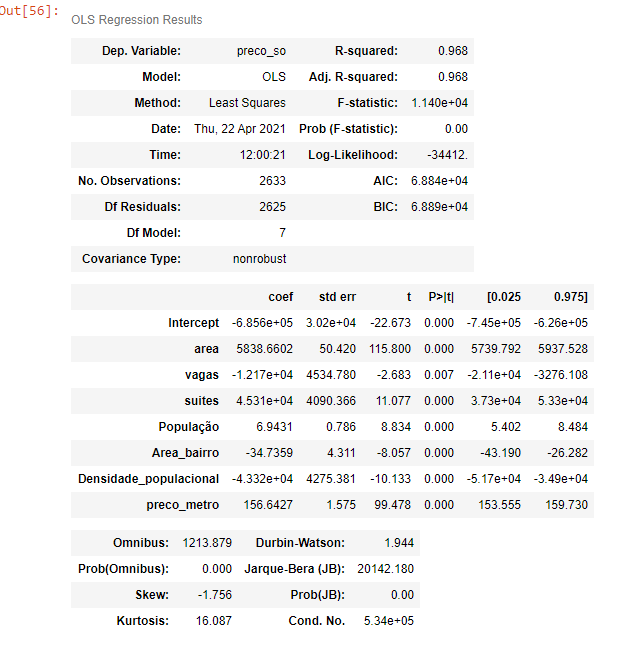 Out[56]:
OLS Regression Results
Dep. Variable: preco_so R-squared: 0.968
Model: OLS Adj. R-squared: 0.968
Method: Least Squares F-statistic: 1.140e+04
Date: Thu, 22 Apr 2021 Prob (F-statistic): 0.00
Time: 12:00:21 Log-Likelihood: -34412.
No. Observations: 2633 AIC: 6.884e+04
Df Residuals: 2625 BIC: 6.889e+04
Df Model: 7
Covariance Type: nonrobust
coef std err t P>|t| [0.025 0.975]
Intercept -6.856e+05 3.02e+04 -22.673 0.000 -7.45e+05 -6.26e+05
area 5838.6602 50.420 115.800 0.000 5739.792 5937.528
vagas -1.217e+04 4534.780 -2.683 0.007 -2.11e+04 -3276.108
suites 4.531e+04 4090.366 11.077 0.000 3.73e+04 5.33e+04
População 6.9431 0.786 8.834 0.000 5.402 8.484
Area_bairro -34.7359 4.311 -8.057 0.000 -43.190 -26.282
Densidade_populacional -4.332e+04 4275.381 -10.133 0.000 -5.17e+04 -3.49e+04
preco_metro 156.6427 1.575 99.478 0.000 153.555 159.730
Omnibus: 1213.879 Durbin-Watson: 1.944
Prob(Omnibus): 0.000 Jarque-Bera (JB): 20142.180
Skew: -1.756 Prob(JB): 0.00
Kurtosis: 16.087 Cond. No. 5.34e+05